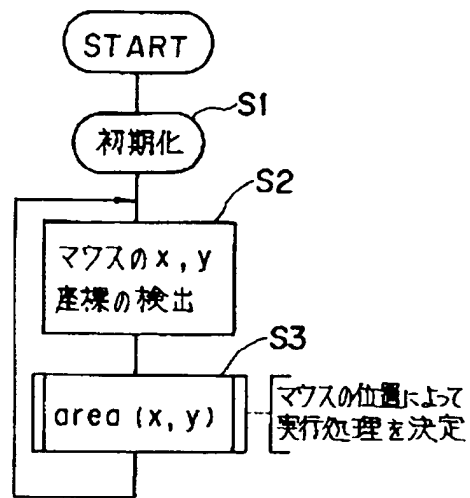 START
S1
初期化
S2
マウスのx,y
座標の検出
S3
area(x,y)
マウスの位置によって
実行処理を決定